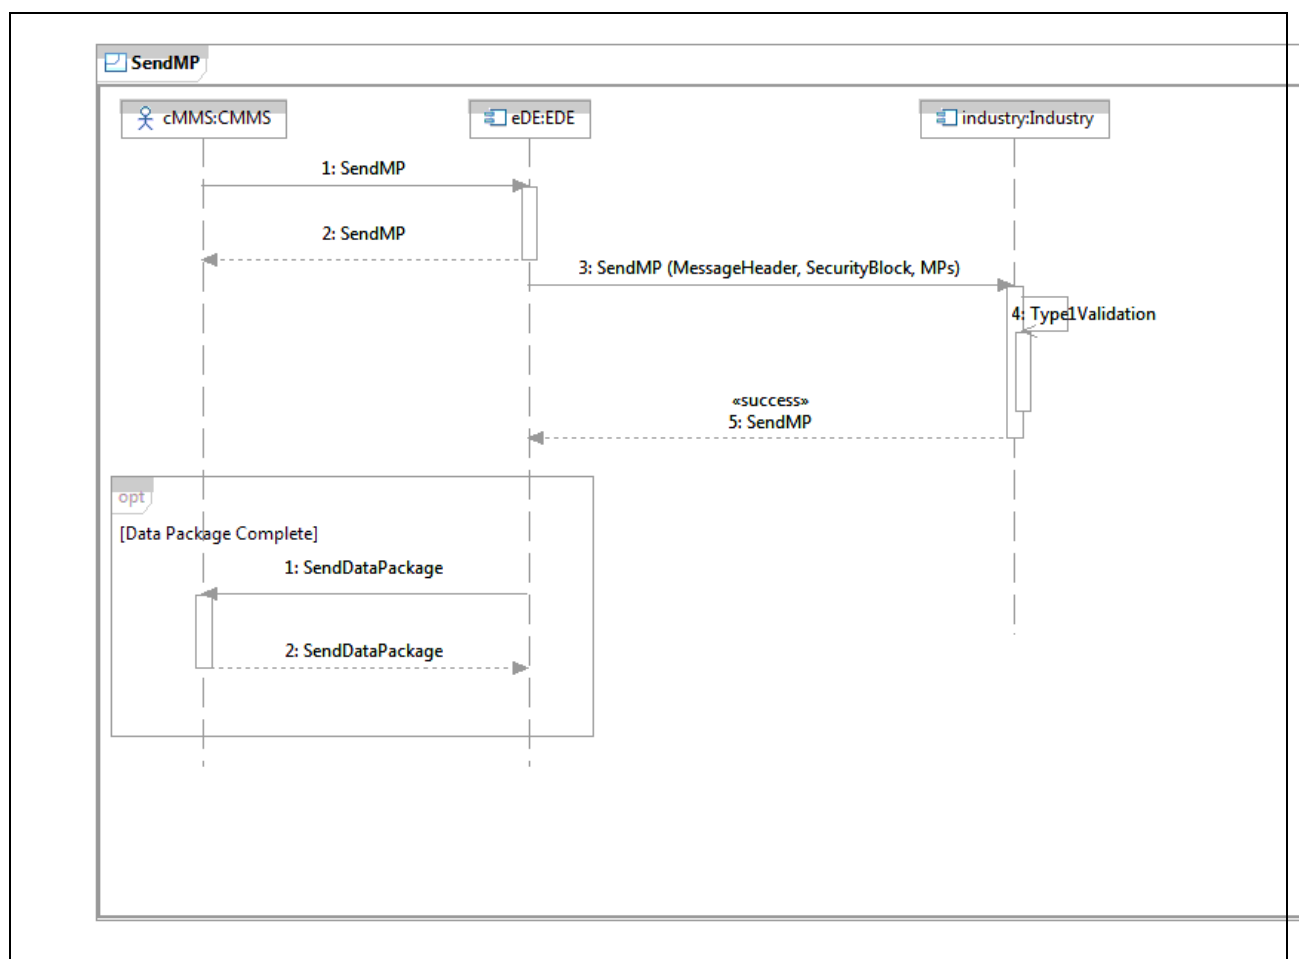 SendMP
cMMS:CMMS
eDE:EDE
industry:Industry
1: SendMP
2: SendMP
3: SendMP (MessageHeader, SecurityBlock, MPs)
4: Type1Validation
«success»
5: SendMP
opt
[Data Package Complete]
1: SendDataPackage
2: SendDataPackage